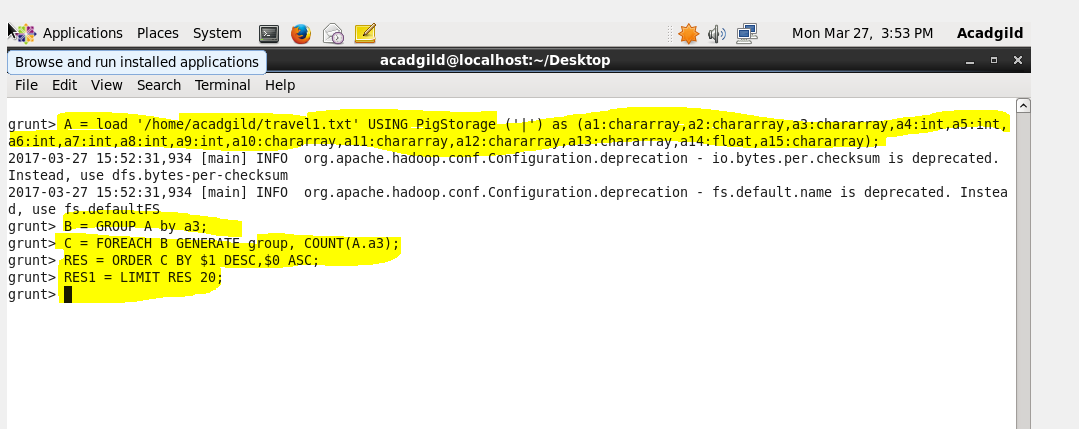 Applications Places System Mon Mar 27, 3:53 PM Acadgild
Browse and run installed applications
acadgild@localhost:~/Desktop
File Edit View Search Terminal Help
grunt> A = load '/home/acadgild/travel1.txt' USING PigStorage ('|') as (a1:chararray,a2:chararray,a3:chararray,a4:int,a5:int,
a6:int,a7:int,a8:int,a9:int,a10:chararray,a11:chararray,a12:chararray,a13:chararray,a14:float,a15:chararray);
2017-03-27 15:52:31,934 [main] INFO  org.apache.hadoop.conf.Configuration.deprecation - io.bytes.per.checksum is deprecated.
Instead, use dfs.bytes-per-checksum
2017-03-27 15:52:31,934 [main] INFO  org.apache.hadoop.conf.Configuration.deprecation - fs.default.name is deprecated. Instea
d, use fs.defaultFS
grunt> B = GROUP A by a3;
grunt> C = FOREACH B GENERATE group, COUNT(A.a3);
grunt> RES = ORDER C BY $1 DESC,$0 ASC;
grunt> RES1 = LIMIT RES 20;
grunt>